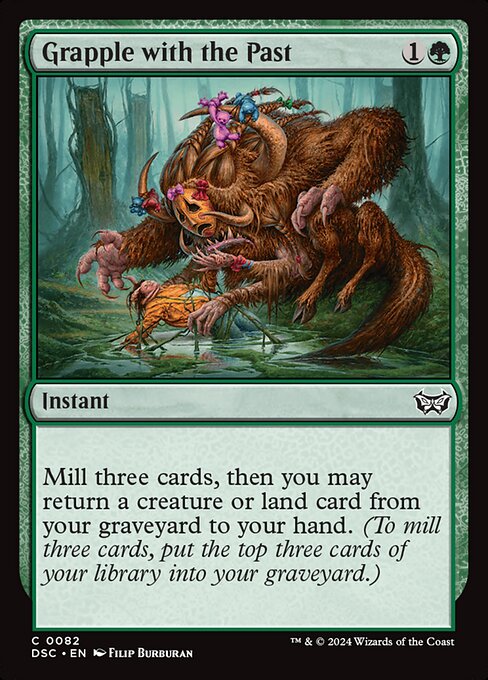 Grapple with the Past 1
Instant
Mill three cards, then you may
return a creature or land card from
your graveyard to your hand. (To mill
three cards, put the top three cards of
your library into your graveyard.)
C 0082
DSC • EN Filip Burburan
™ & © 2024 Wizards of the Coast